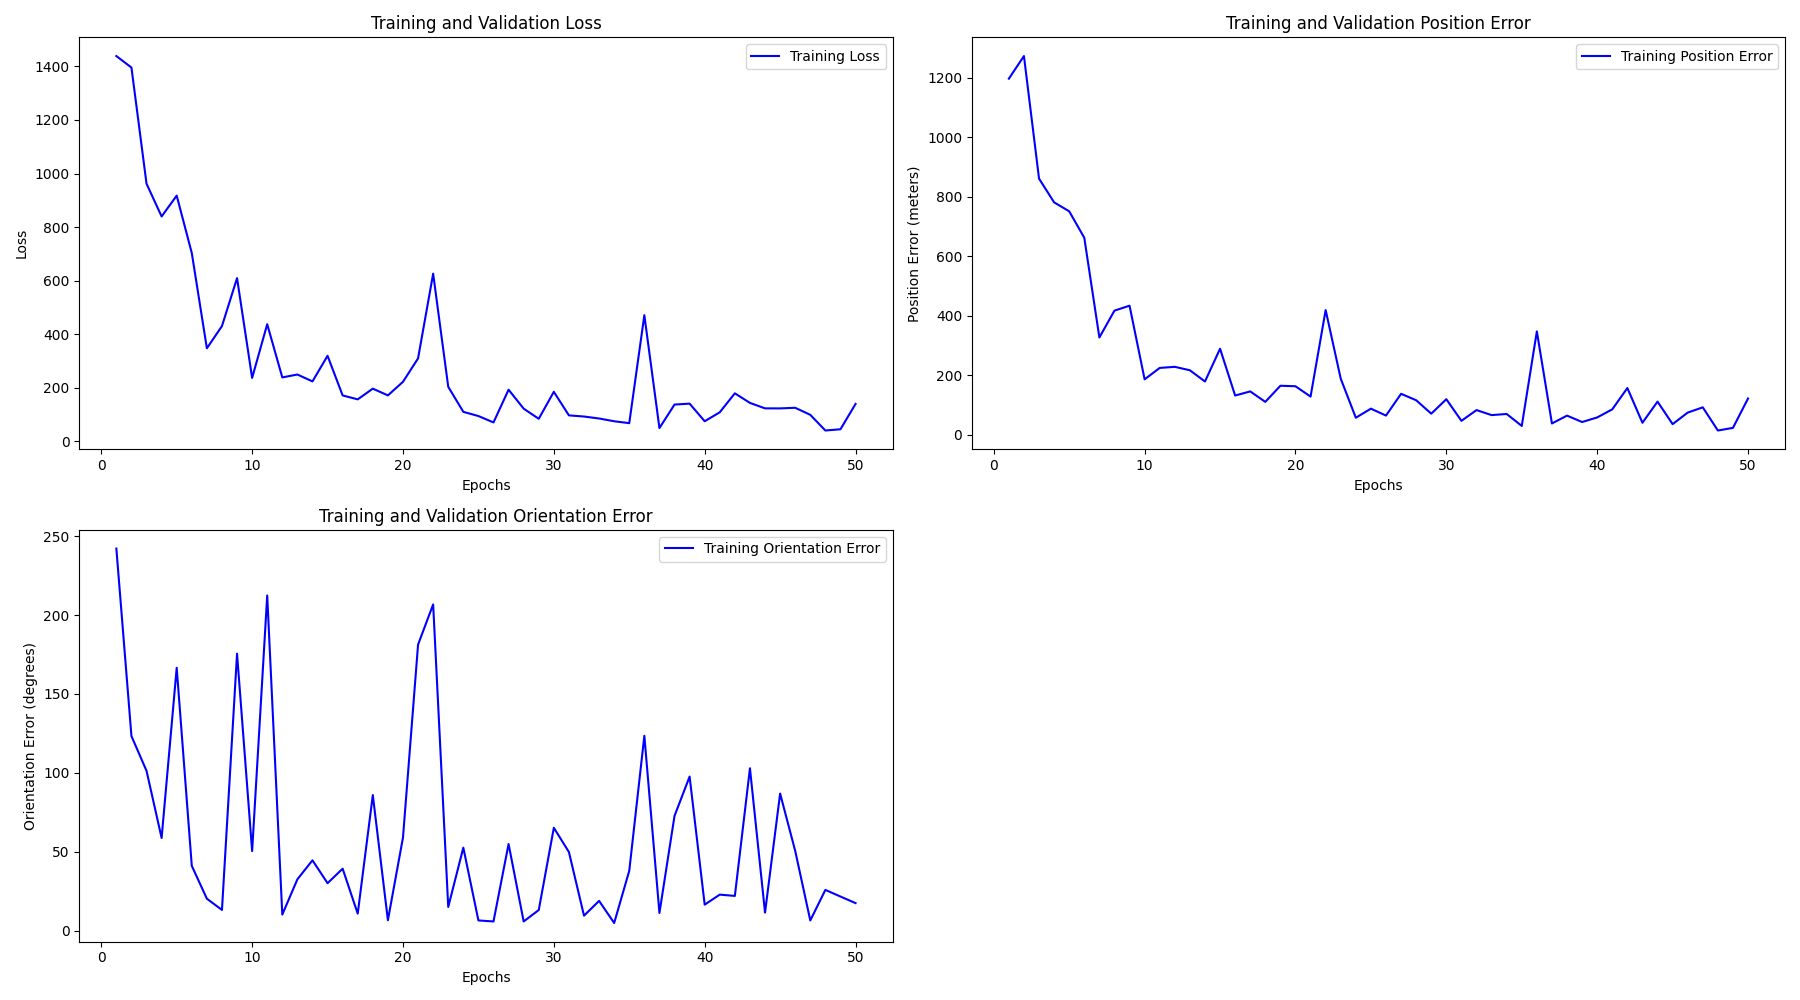 Training and Validation Loss
Training Loss
1400
1200
1000
800
600
400
200
0
Loss
0 10 20 30 40 50
Epochs
Training and Validation Position Error
Training Position Error
1200
1000
800
600
400
200
0
Position Error (meters)
0 10 20 30 40 50
Epochs
Training and Validation Orientation Error
Training Orientation Error
250
200
150
100
50
0
Orientation Error (degrees)
0 10 20 30 40 50
Epochs